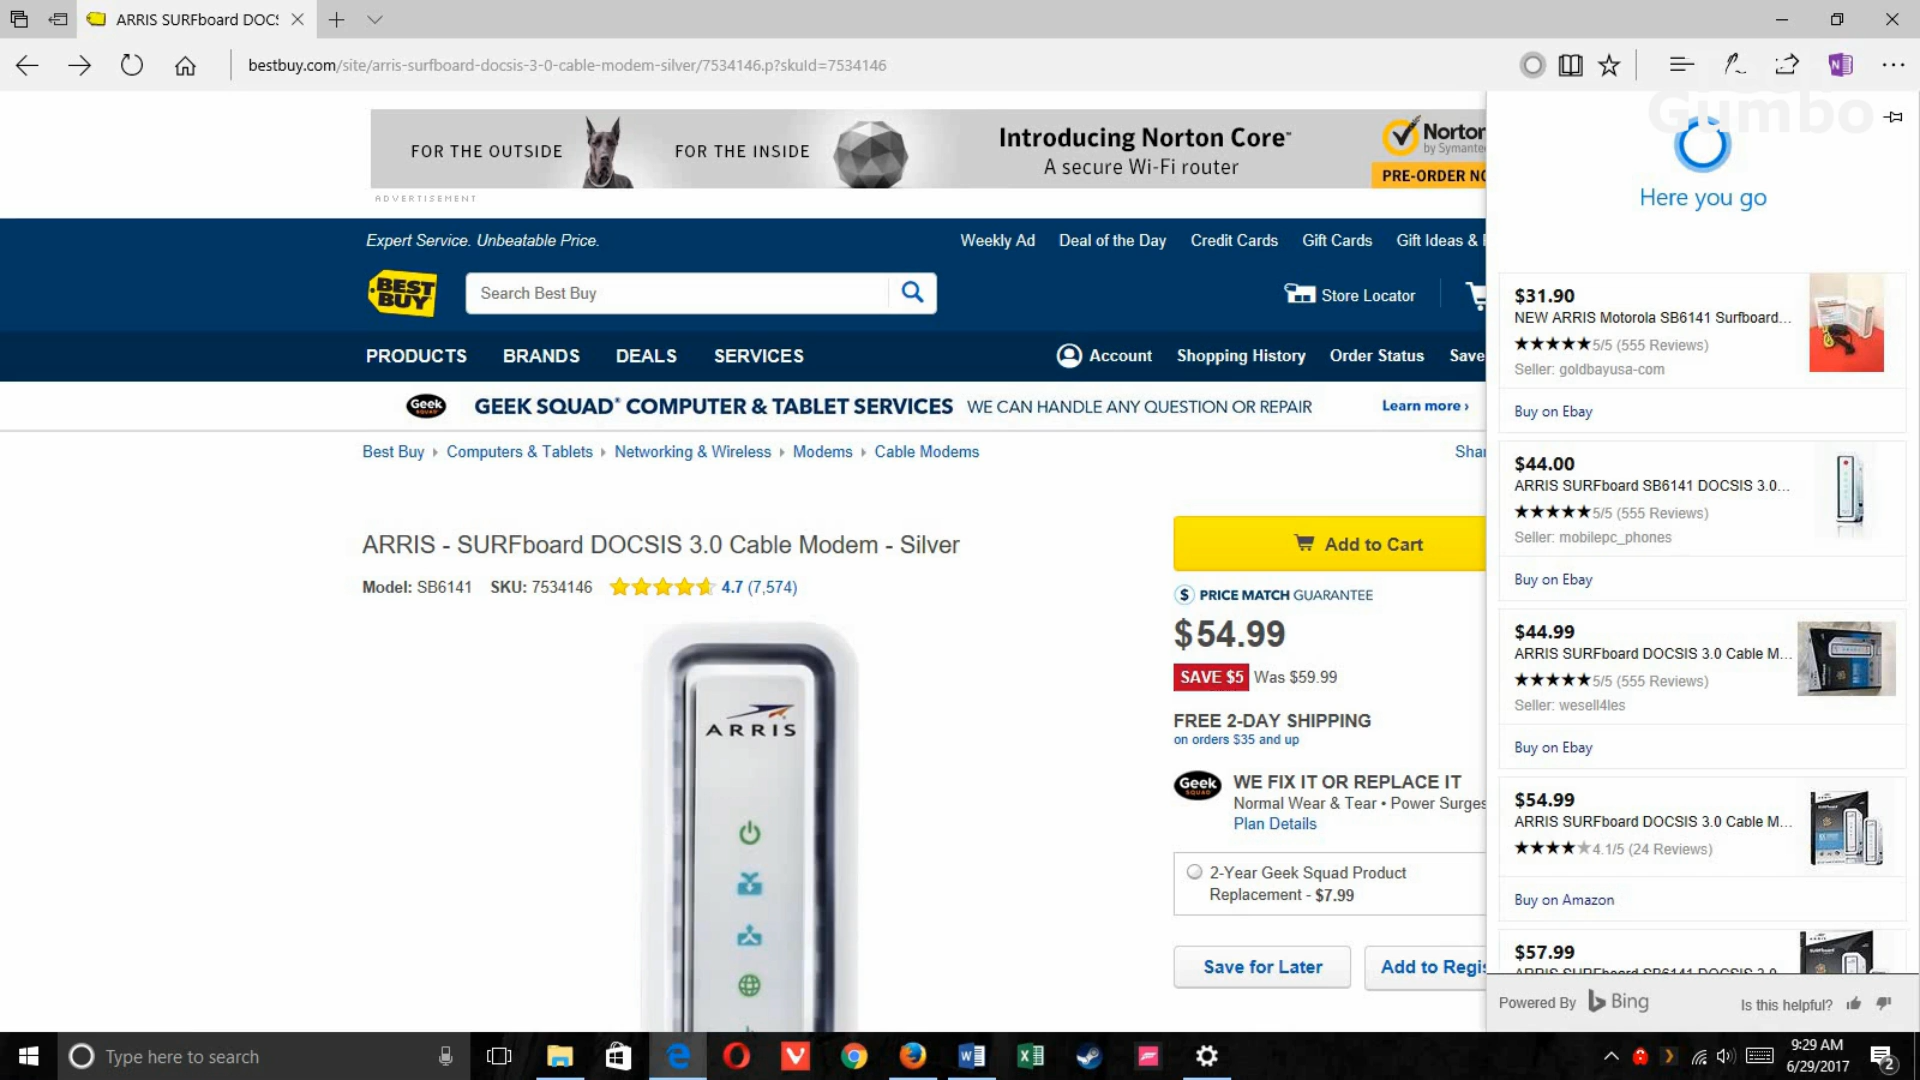 ARRIS SURFboard DOCS
bestbuy.com/site/arris-surfboard-docsis-3-0-cable-modem-silver/7534146.p?skuId=7534146
Gumbo
FOR THE OUTSIDE
FOR THE INSIDE
Introducing Norton Core™
A secure Wi-Fi router
Norton
by Symante
PRE-ORDER NO
ADVERTISEMENT
Here you go
Expert Service. Unbeatable Price.
Weekly Ad
Deal of the Day
Credit Cards
Gift Cards
Gift Ideas &
BEST BUY
Search Best Buy
Store Locator
PRODUCTS
BRANDS
DEALS
SERVICES
Account
Shopping History
Order Status
Save
Geek SQUAD
GEEK SQUAD® COMPUTER & TABLET SERVICES WE CAN HANDLE ANY QUESTION OR REPAIR
Learn more ›
Best Buy
Computers & Tablets
Networking & Wireless
Modems
Cable Modems
Shar
ARRIS - SURFboard DOCSIS 3.0 Cable Modem - Silver
Model: SB6141 SKU: 7534146 4.7 (7,574)
ARRIS
Add to Cart
$ PRICE MATCH GUARANTEE
$54.99
SAVE $5 Was $59.99
FREE 2-DAY SHIPPING
on orders $35 and up
Geek SQUAD
WE FIX IT OR REPLACE IT
Normal Wear & Tear • Power Surges
Plan Details
2-Year Geek Squad Product
Replacement - $7.99
Save for Later
Add to Regis
$31.90
NEW ARRIS Motorola SB6141 Surfboard...
★★★★★5/5 (555 Reviews)
Seller: goldbayusa-com
Buy on Ebay
$44.00
ARRIS SURFboard SB6141 DOCSIS 3.0...
★★★★★5/5 (555 Reviews)
Seller: mobilepc_phones
Buy on Ebay
$44.99
ARRIS SURFboard DOCSIS 3.0 Cable M...
★★★★★5/5 (555 Reviews)
Seller: wesell4les
Buy on Ebay
$54.99
ARRIS SURFboard DOCSIS 3.0 Cable M...
★★★★★4.1/5 (24 Reviews)
Buy on Amazon
$57.99
ARRIS SURFboard SB6141 DOCSIS 3.0
Powered By Bing
Is this helpful?
Type here to search
9:29 AM
6/29/2017
2